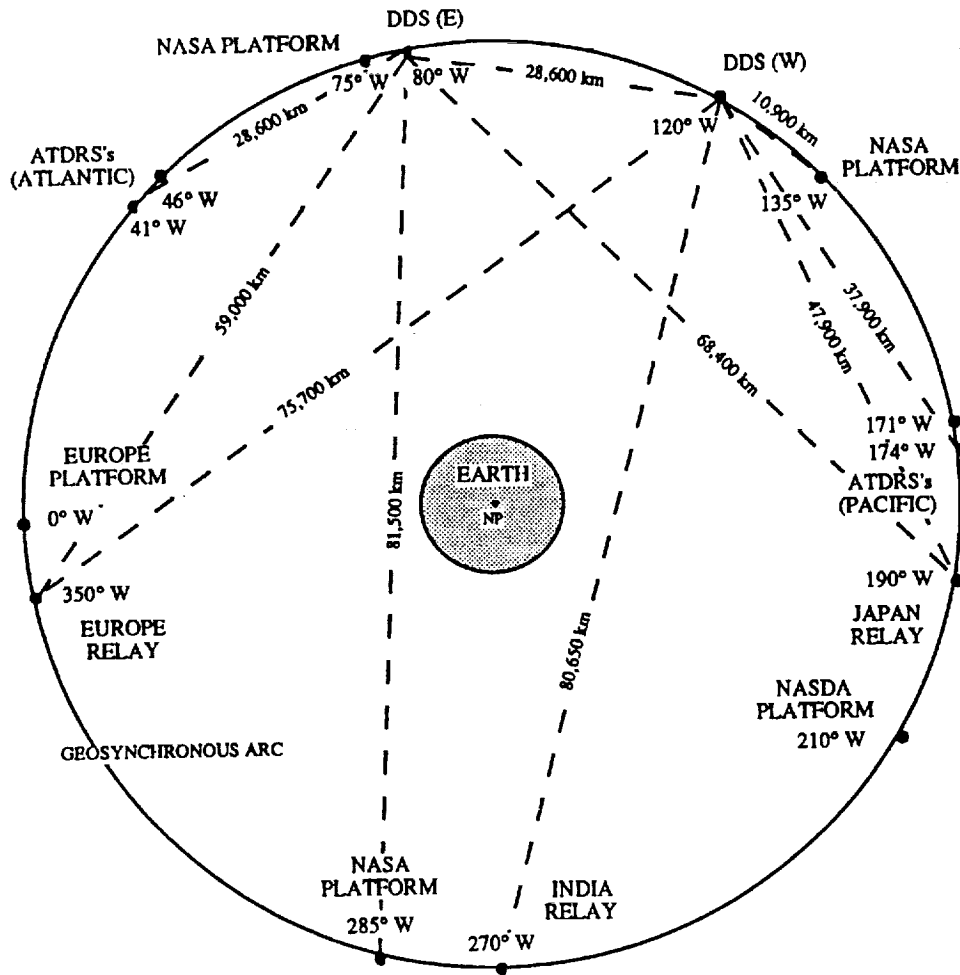 DDS (E)
NASA PLATFORM
75° W
80° W
28,600 km
DDS (W)
120° W
10,900 km
NASA
PLATFORM
135° W
28,600 km
ATDRS's
(ATLANTIC)
46° W
41° W
59,000 km
75,700 km
68,400 km
47,900 km
37,900 km
171° W
174° W
ATDRS's
(PACIFIC)
EUROPE
PLATFORM
0° W
EARTH
NP
81,500km
350° W
EUROPE
RELAY
190° W
JAPAN
RELAY
80,650 km
NASDA
PLATFORM
210° W
GEOSYNCHRONOUS ARC
NASA
PLATFORM
285° W
INDIA
RELAY
270° W